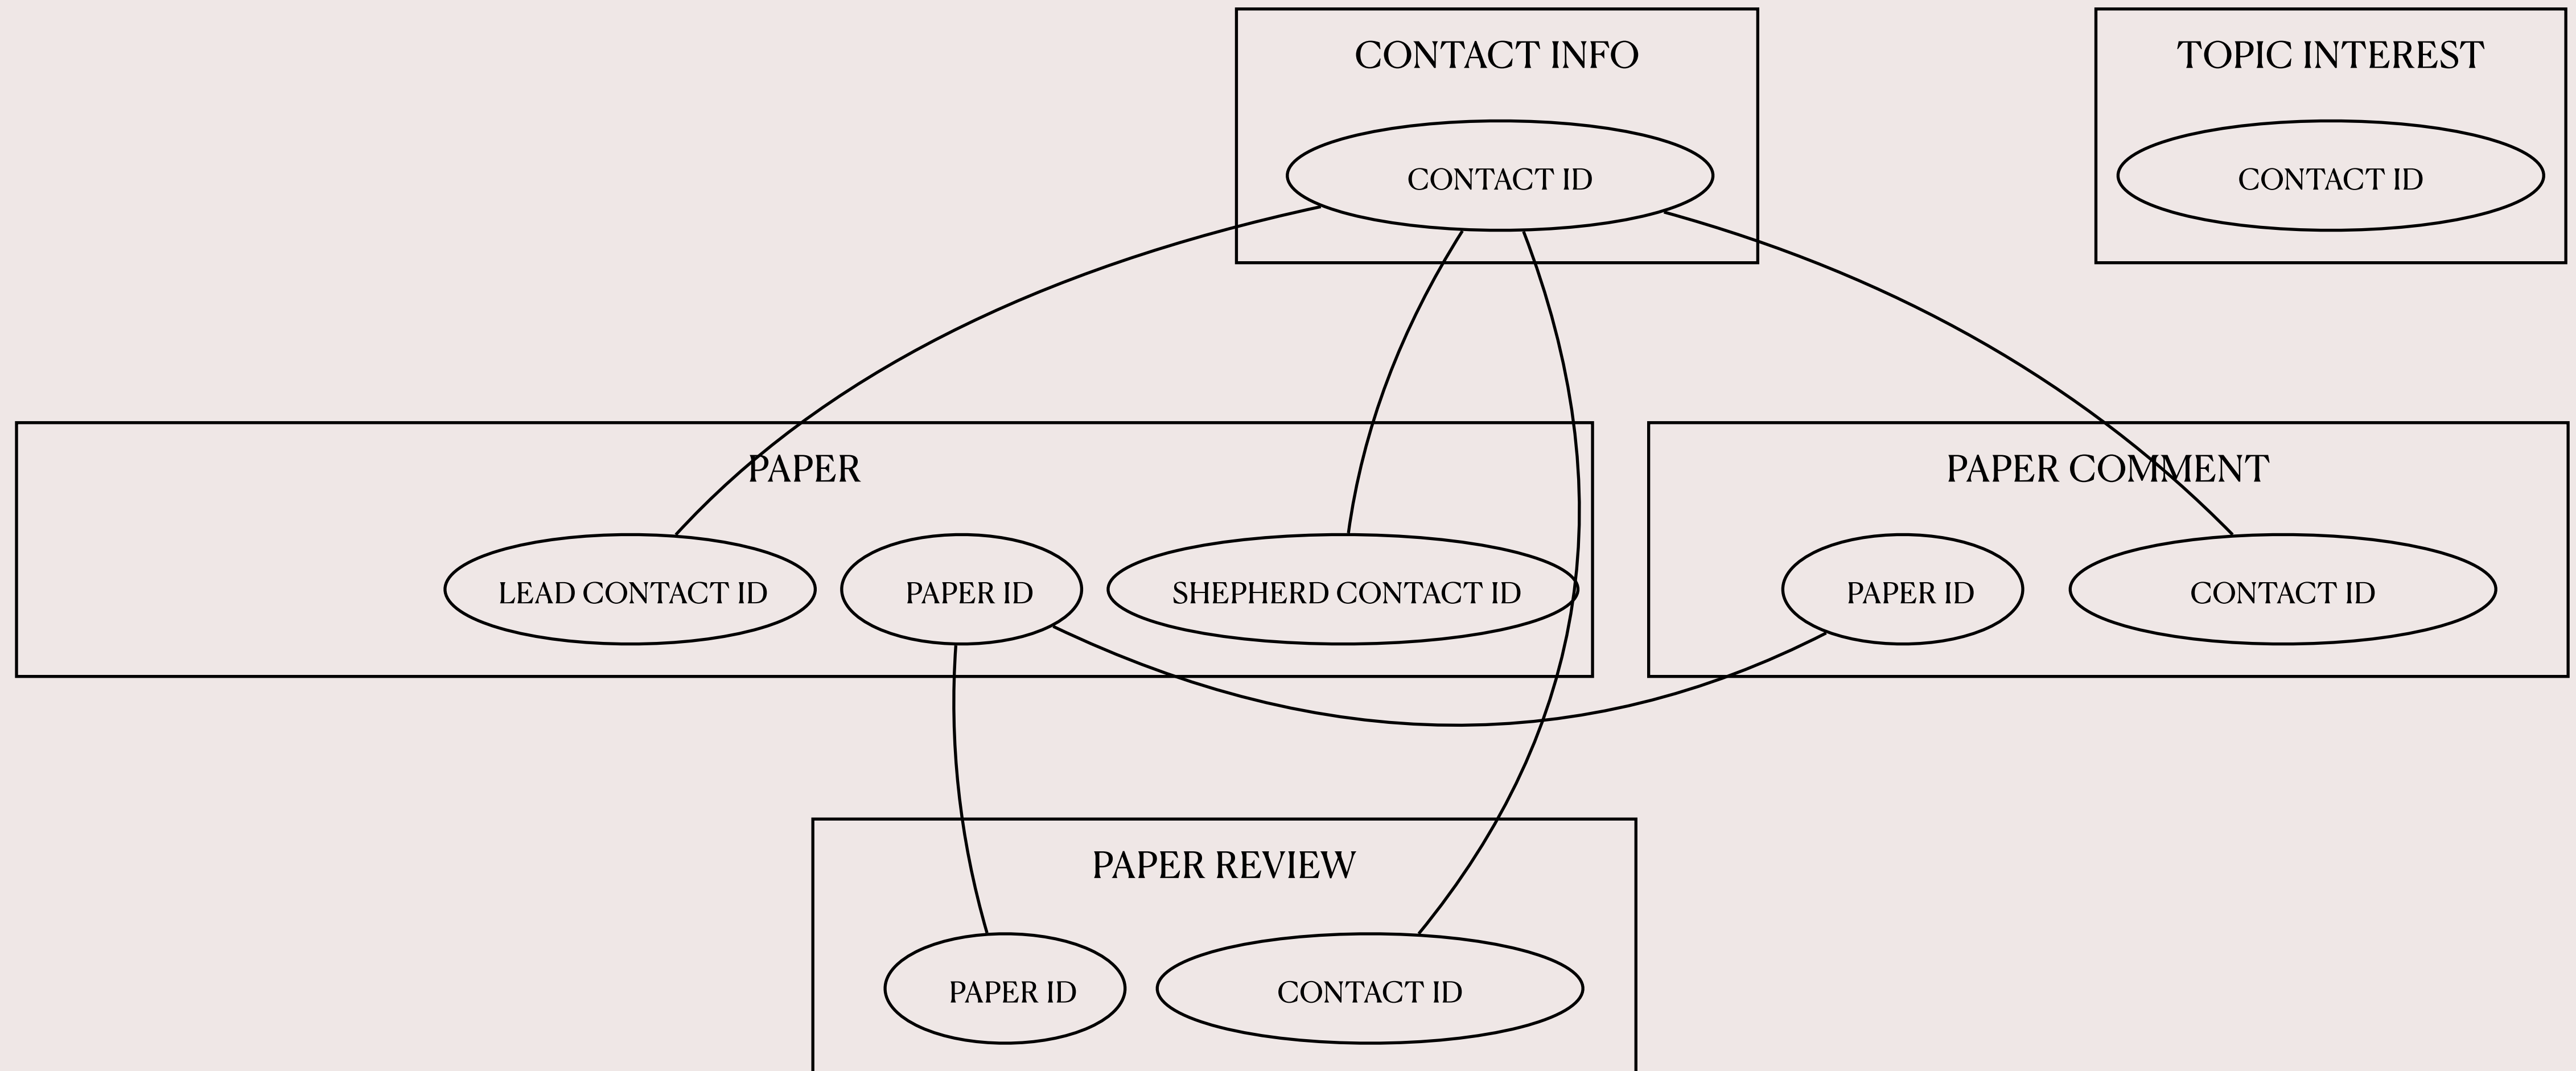 CONTACT INFO
CONTACT ID
TOPIC INTEREST
CONTACT ID
PAPER
LEAD CONTACT ID
PAPER ID
SHEPHERD CONTACT ID
PAPER COMMENT
PAPER ID
CONTACT ID
PAPER REVIEW
PAPER ID
CONTACT ID